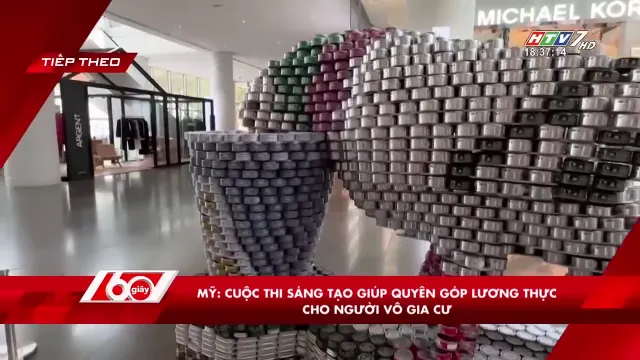 MICHAEL KOR
HTV7 HD
18:37:14
TIẾP THEO
ARGENT
60 giây
MỸ: CUỘC THI SÁNG TẠO GIÚP QUYÊN GÓP LƯƠNG THỰC
CHO NGƯỜI VÔ GIA CƯ